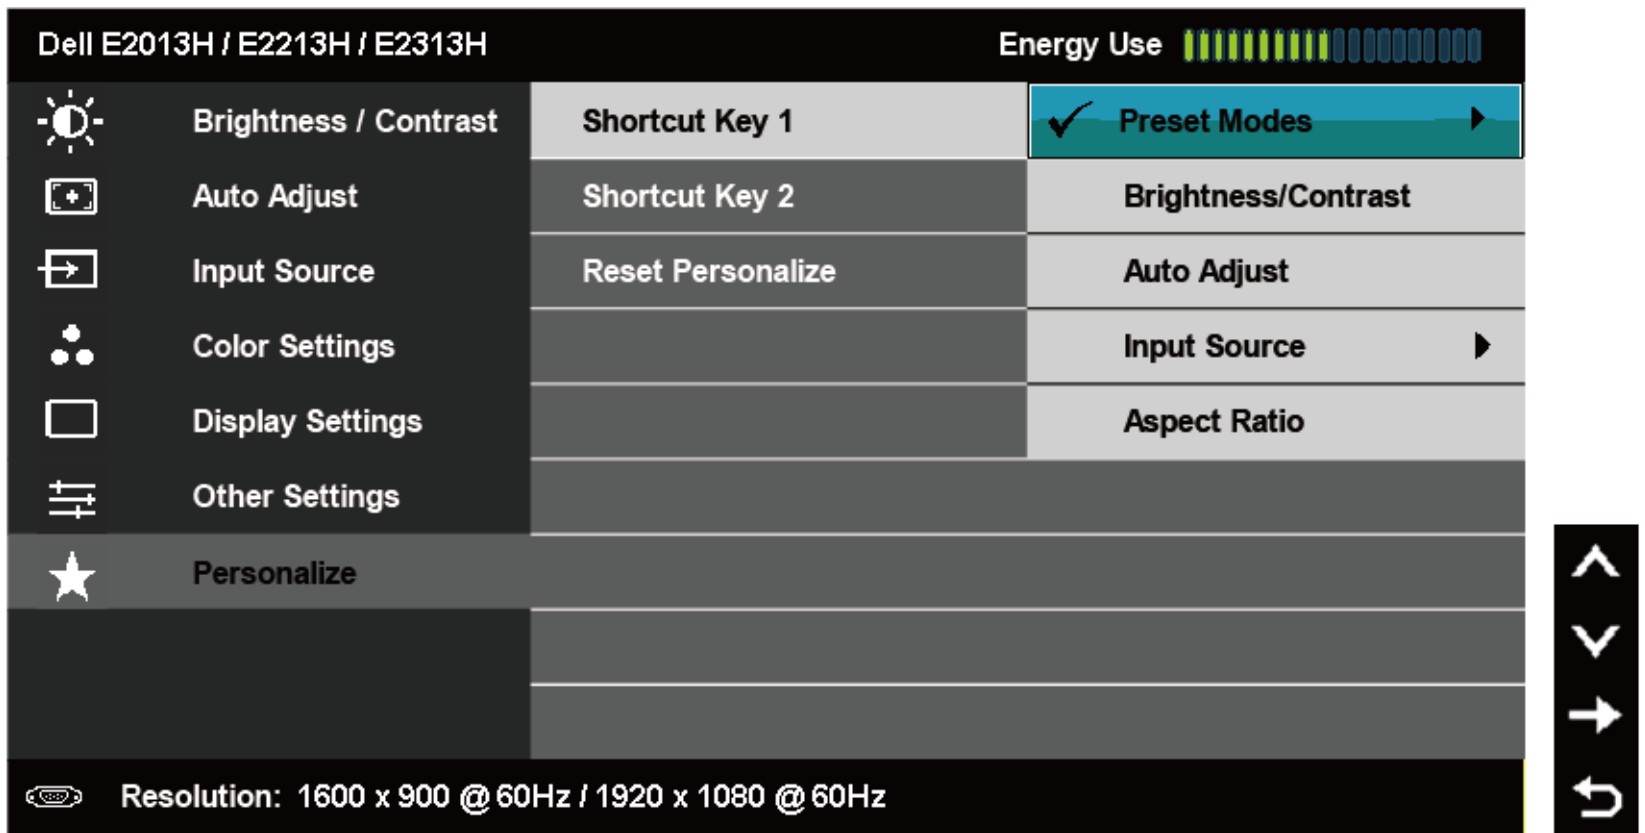 Dell E2013H / E2213H / E2313H Energy Use
Brightness / Contrast Shortcut Key 1 Preset Modes
Auto Adjust Shortcut Key 2 Brightness/Contrast
Input Source Reset Personalize Auto Adjust
Color Settings Input Source
Display Settings Aspect Ratio
Other Settings
Personalize
Resolution: 1600 x 900 @ 60Hz / 1920 x 1080 @ 60Hz